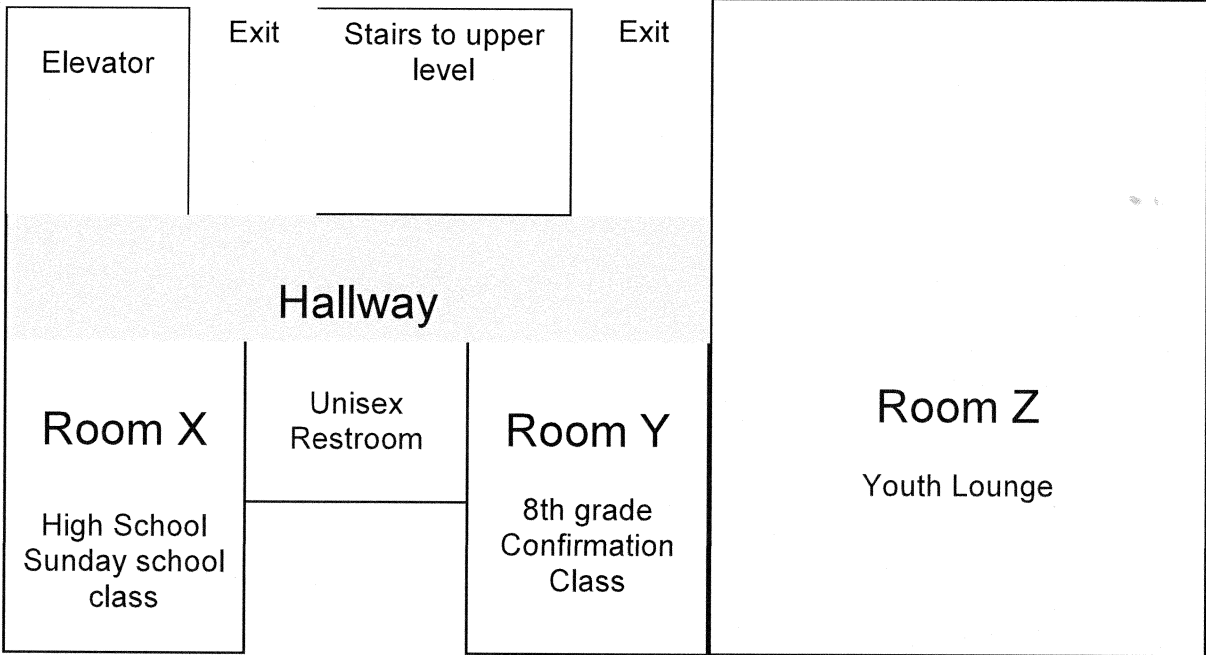 Elevator
Exit
Stairs to upper
level
Exit
Hallway
Room X
High School
Sunday school
class
Unisex
Restroom
Room Y
8th grade
Confirmation
Class
Room Z
Youth Lounge